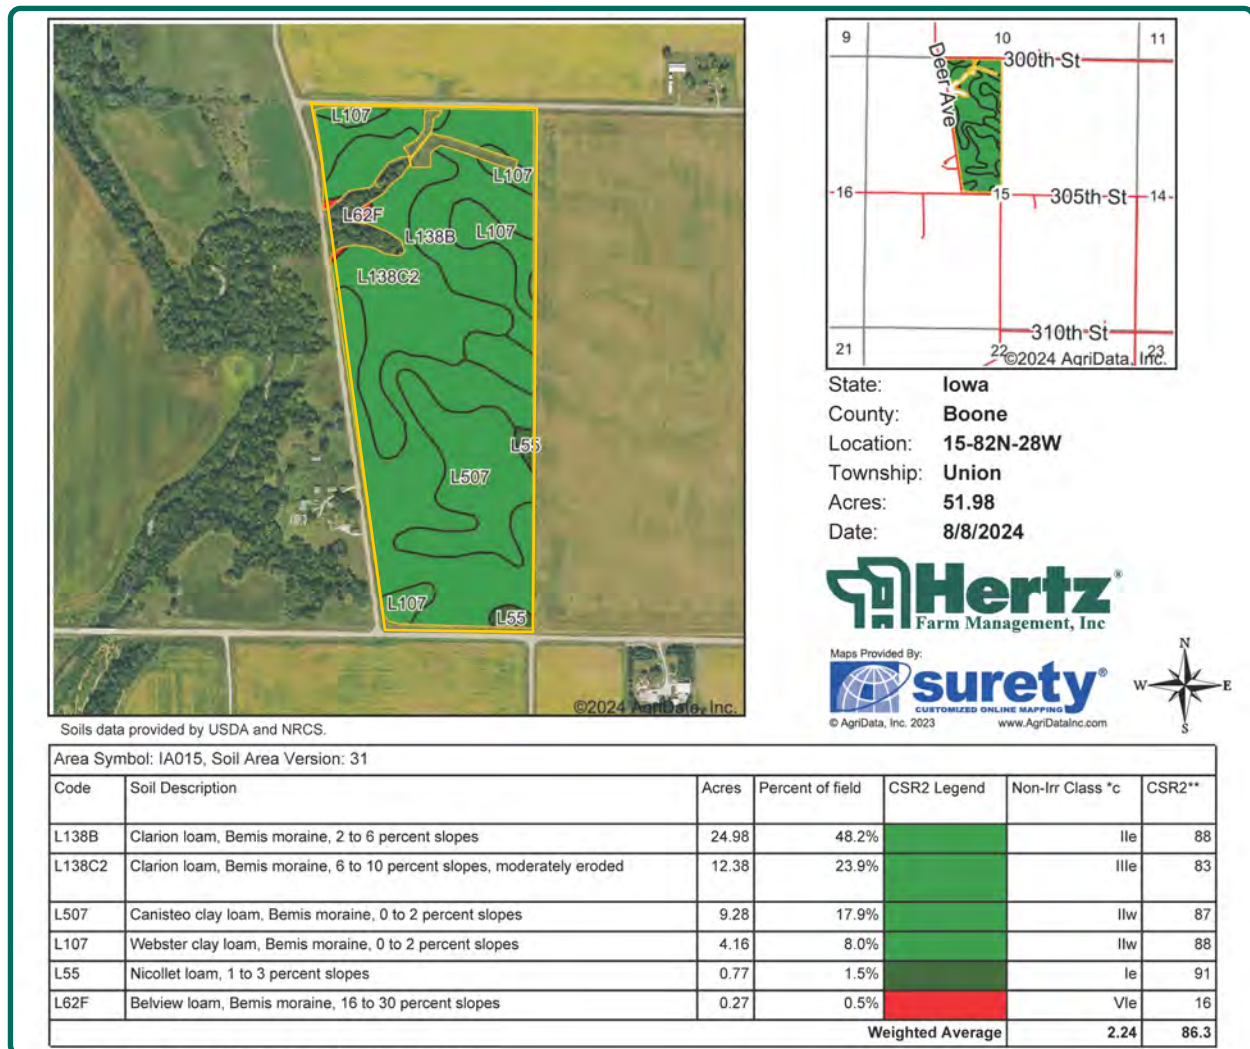 L107
L107
L62F
L138B
L107
L138C2
L55
L507
L107
L55
©2024 AgriData, Inc.
Soils data provided by USDA and NRCS.
9
10
11
Deer Ave
300th St
16
15
305th St
14
310th St
21
22
23
©2024 AgriData, Inc.
State: Iowa
County: Boone
Location: 15-82N-28W
Township: Union
Acres: 51.98
Date: 8/8/2024
Hertz®
Farm Management, Inc
Maps Provided By:
surety®
CUSTOMIZED ONLINE MAPPING
© AgriData, Inc. 2023 www.AgriDataInc.com
N
W E
S
Area Symbol: IA015, Soil Area Version: 31
Code Soil Description Acres Percent of field CSR2 Legend Non-Irr Class *c CSR2**
L138B Clarion loam, Bemis moraine, 2 to 6 percent slopes 24.98 48.2% IIe 88
L138C2 Clarion loam, Bemis moraine, 6 to 10 percent slopes, moderately eroded 12.38 23.9% IIIe 83
L507 Canisteo clay loam, Bemis moraine, 0 to 2 percent slopes 9.28 17.9% IIw 87
L107 Webster clay loam, Bemis moraine, 0 to 2 percent slopes 4.16 8.0% IIw 88
L55 Nicollet loam, 1 to 3 percent slopes 0.77 1.5% Ie 91
L62F Belview loam, Bemis moraine, 16 to 30 percent slopes 0.27 0.5% VIe 16
Weighted Average 2.24 86.3